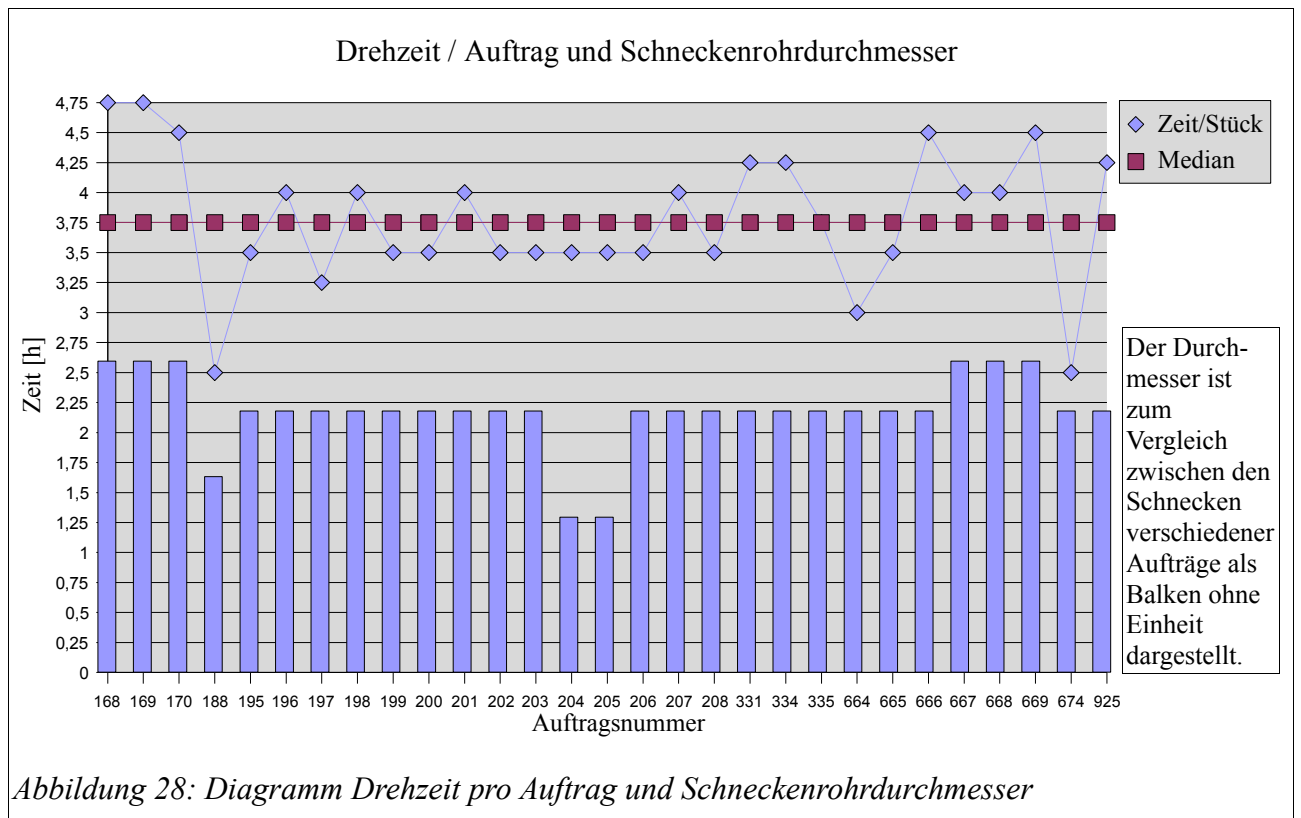 Drehzeit / Auftrag und Schneckenrohrdurchmesser
4,75
4,5
4,25
4
3,75
3,5
3,25
3
2,75
2,5
2,25
2
1,75
1,5
1,25
1
0,75
0,5
0,25
0
Zeit [h]
168 169 170 188 195 196 197 198 199 200 201 202 203 204 205 206 207 208 331 334 335 664 665 666 667 668 669 674 925
Auftragsnummer
Zeit/Stück
Median
Der Durch-
messer ist
zum
Vergleich
zwischen den
Schnecken
verschiedener
Aufträge als
Balken ohne
Einheit
dargestellt.
Abbildung 28: Diagramm Drehzeit pro Auftrag und Schneckenrohrdurchmesser